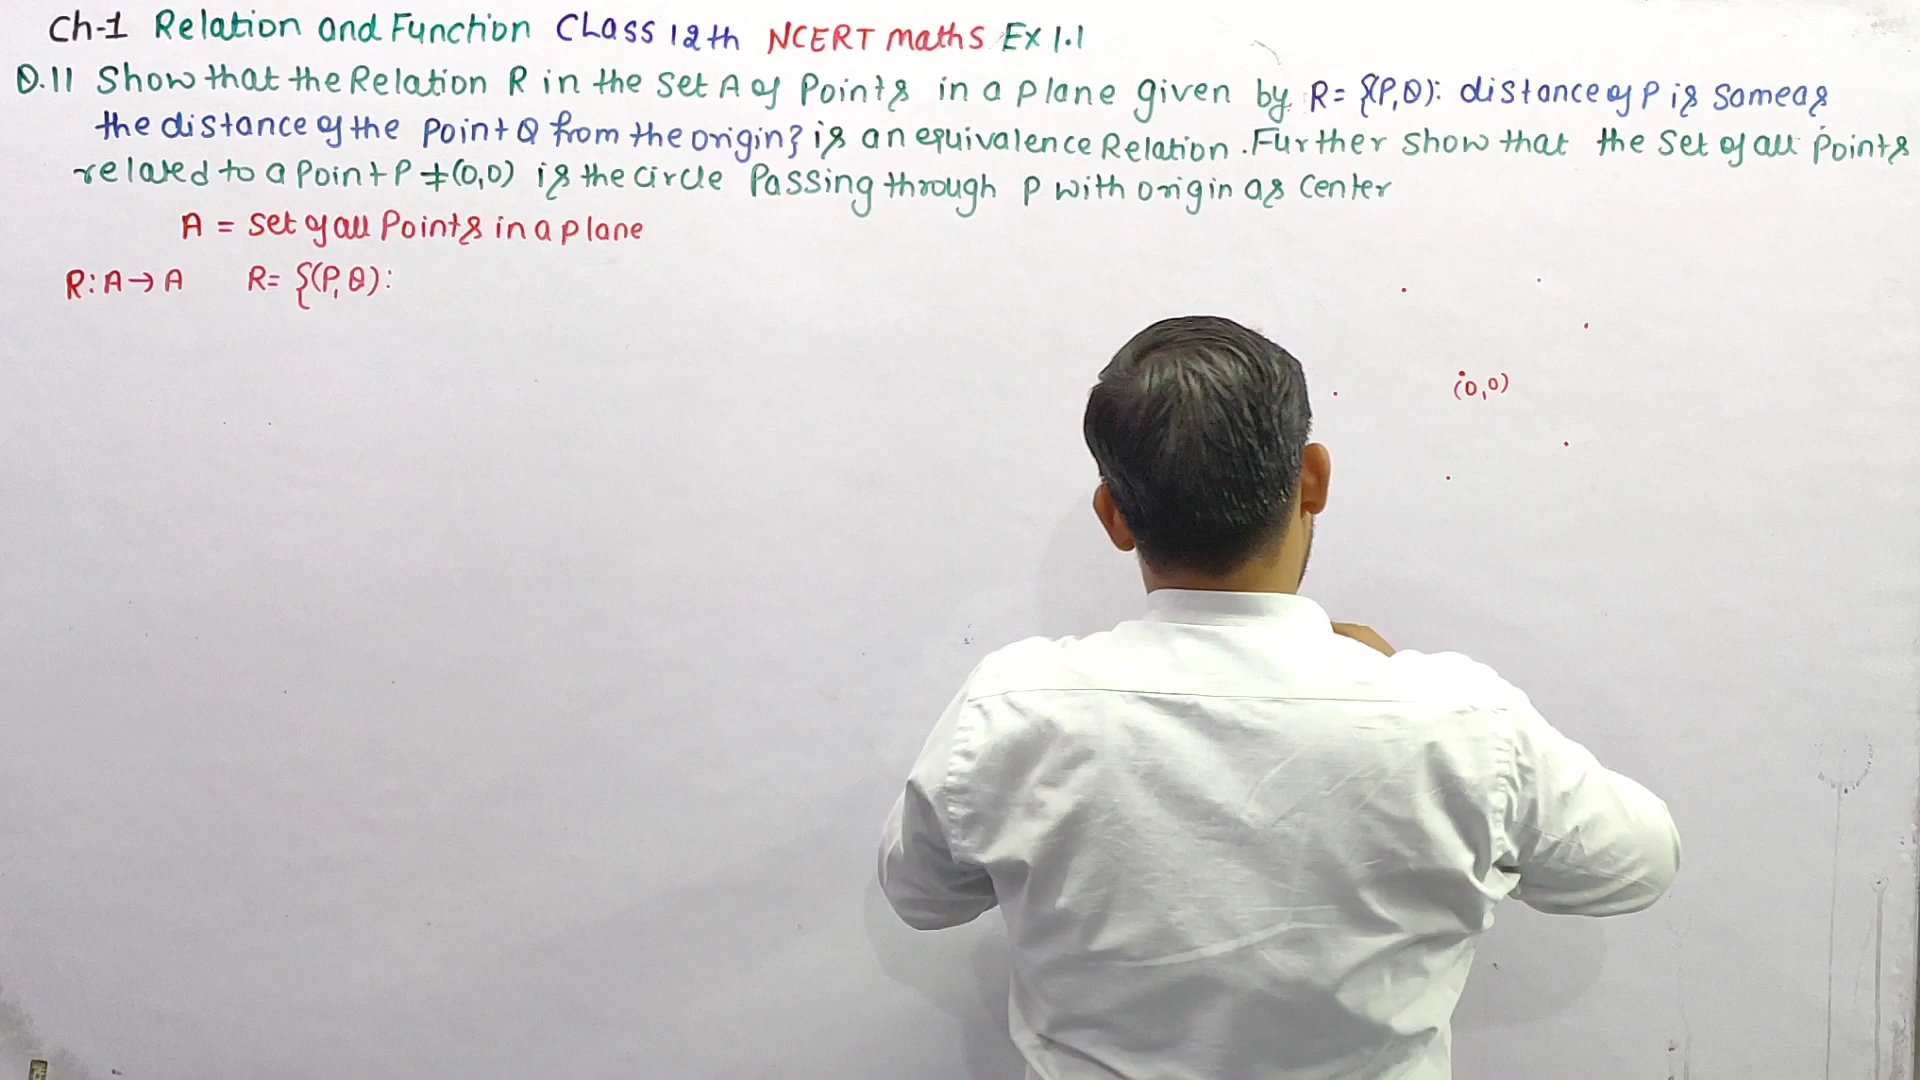 Ch-1 Relation and Function Class 12th NCERT maths Ex 1.1
Q.11 Show that the Relation R in the set A of Points in a plane given by R = {(P,Q): distance of P is same as
the distance of the point Q from the origin} is an equivalence Relation. Further show that the set of all Points
related to a point P ≠ (0,0) is the circle Passing through P with origin as Center
A = set of all Points in a plane
R: A → A R = {(P, Q):
(0,0)